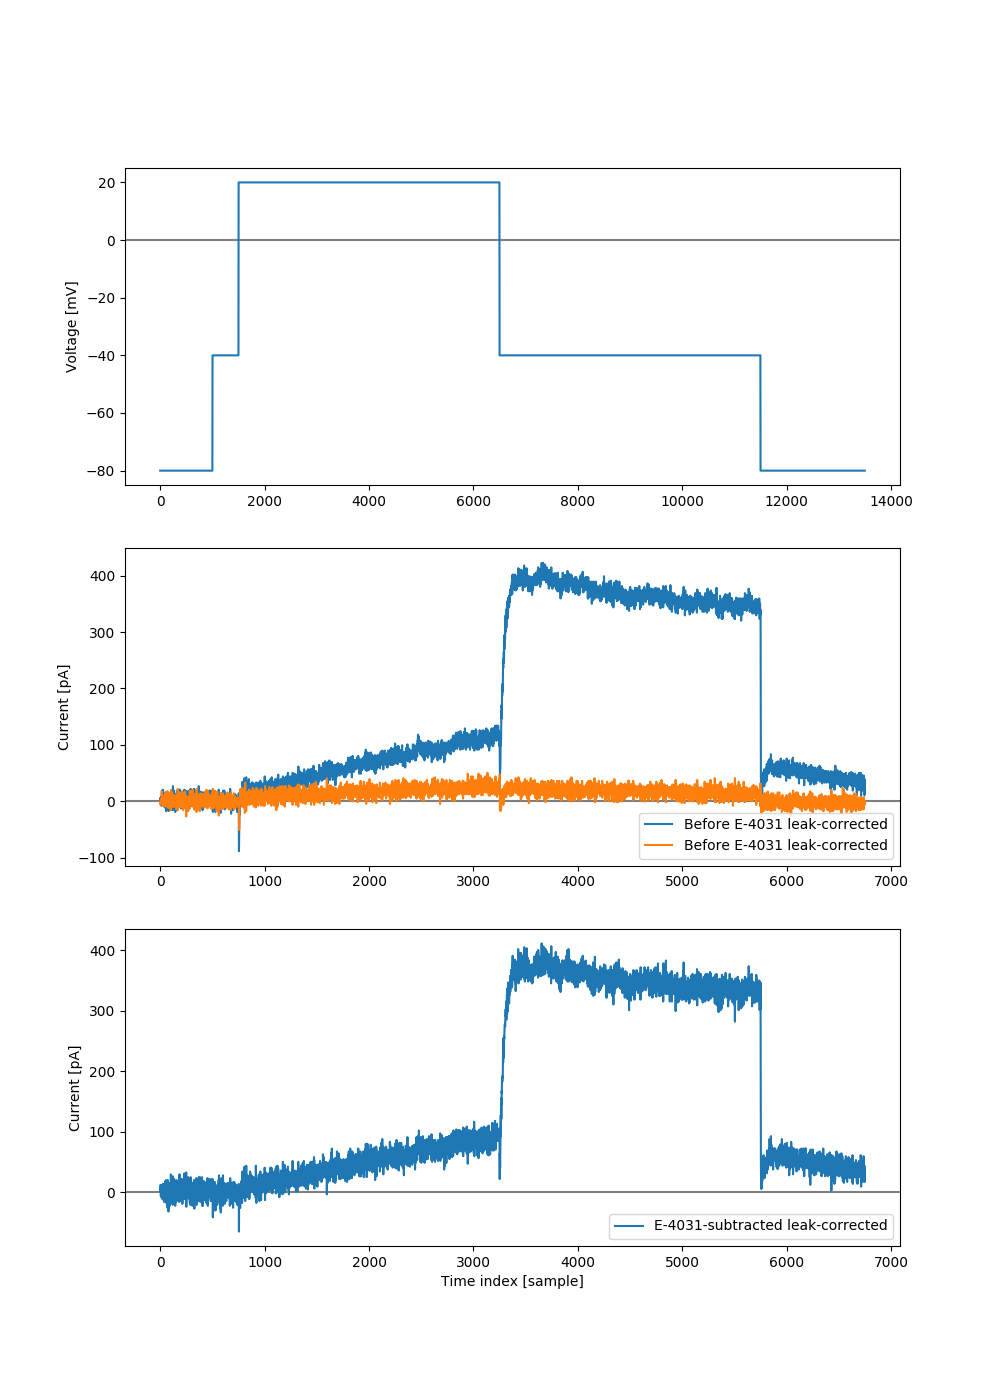 20
0
−20
−40
−60
−80
Voltage [mV]
0 2000 4000 6000 8000 10000 12000 14000
400
300
200
100
0
−100
Current [pA]
Before E-4031 leak-corrected
Before E-4031 leak-corrected
0 1000 2000 3000 4000 5000 6000 7000
400
300
200
100
0
Current [pA]
E-4031-subtracted leak-corrected
0 1000 2000 3000 4000 5000 6000 7000
Time index [sample]